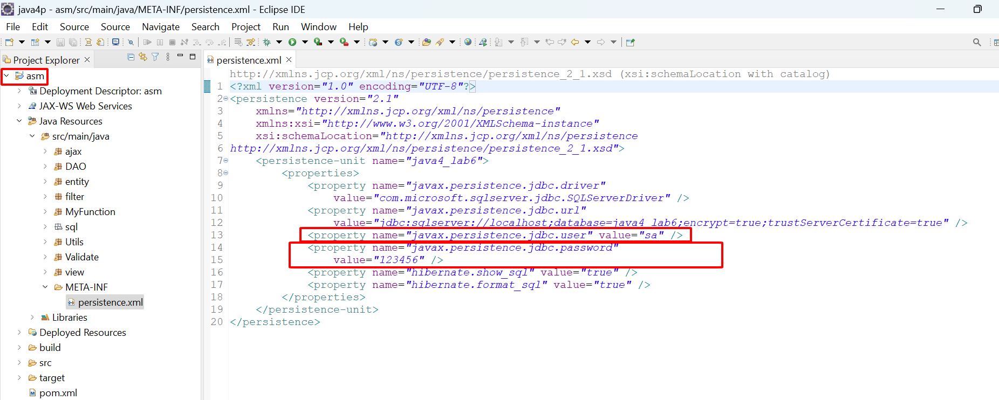 java4p - asm/src/main/java/META-INF/persistence.xml - Eclipse IDE
File Edit Source Source Navigate Search Project Run Window Help
Project Explorer
asm
Deployment Descriptor: asm
JAX-WS Web Services
Java Resources
src/main/java
ajax
DAO
entity
filter
MyFunction
sql
Utils
Validate
view
META-INF
persistence.xml
Libraries
Deployed Resources
build
src
target
pom.xml
persistence.xml
http://xmlns.jcp.org/xml/ns/persistence/persistence_2_1.xsd (xsi:schemaLocation with catalog)
1 <?xml version="1.0" encoding="UTF-8"?>
2 <persistence version="2.1"
3 xmlns="http://xmlns.jcp.org/xml/ns/persistence"
4 xmlns:xsi="http://www.w3.org/2001/XMLSchema-instance"
5 xsi:schemaLocation="http://xmlns.jcp.org/xml/ns/persistence
6 http://xmlns.jcp.org/xml/ns/persistence/persistence_2_1.xsd">
7 <persistence-unit name="java4_lab6">
8 <properties>
9 <property name="javax.persistence.jdbc.driver"
10 value="com.microsoft.sqlserver.jdbc.SQLServerDriver" />
11 <property name="javax.persistence.jdbc.url"
12 value="jdbc:sqlserver://localhost;database=java4_lab6;encrypt=true;trustServerCertificate=true" />
13 <property name="javax.persistence.jdbc.user" value="sa" />
14 <property name="javax.persistence.jdbc.password"
15 value="123456" />
16 <property name="hibernate.show_sql" value="true" />
17 <property name="hibernate.format_sql" value="true" />
18 </properties>
19 </persistence-unit>
20 </persistence>